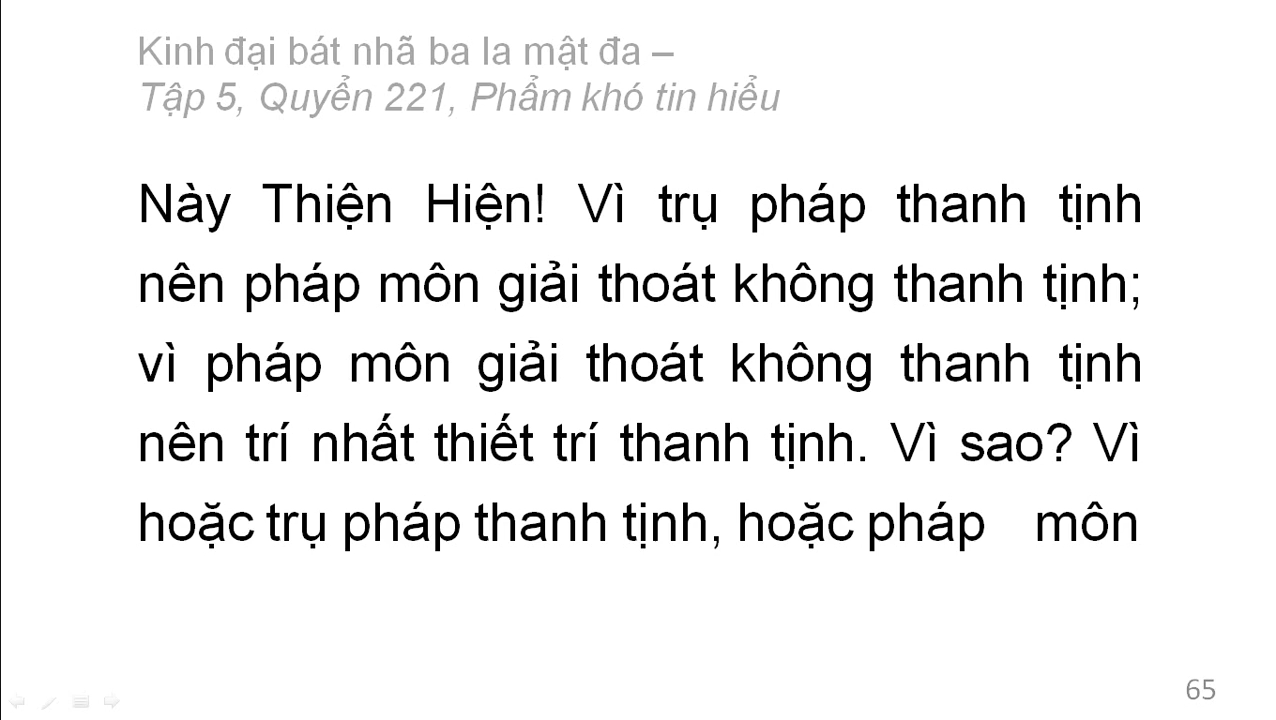 Kinh đại bát nhã ba la mật đa –
Tập 5, Quyển 221, Phẩm khó tin hiểu
Này Thiện Hiện! Vì trụ pháp thanh tịnh
nên pháp môn giải thoát không thanh tịnh;
vì pháp môn giải thoát không thanh tịnh
nên trí nhất thiết trí thanh tịnh. Vì sao? Vì
hoặc trụ pháp thanh tịnh, hoặc pháp môn
65